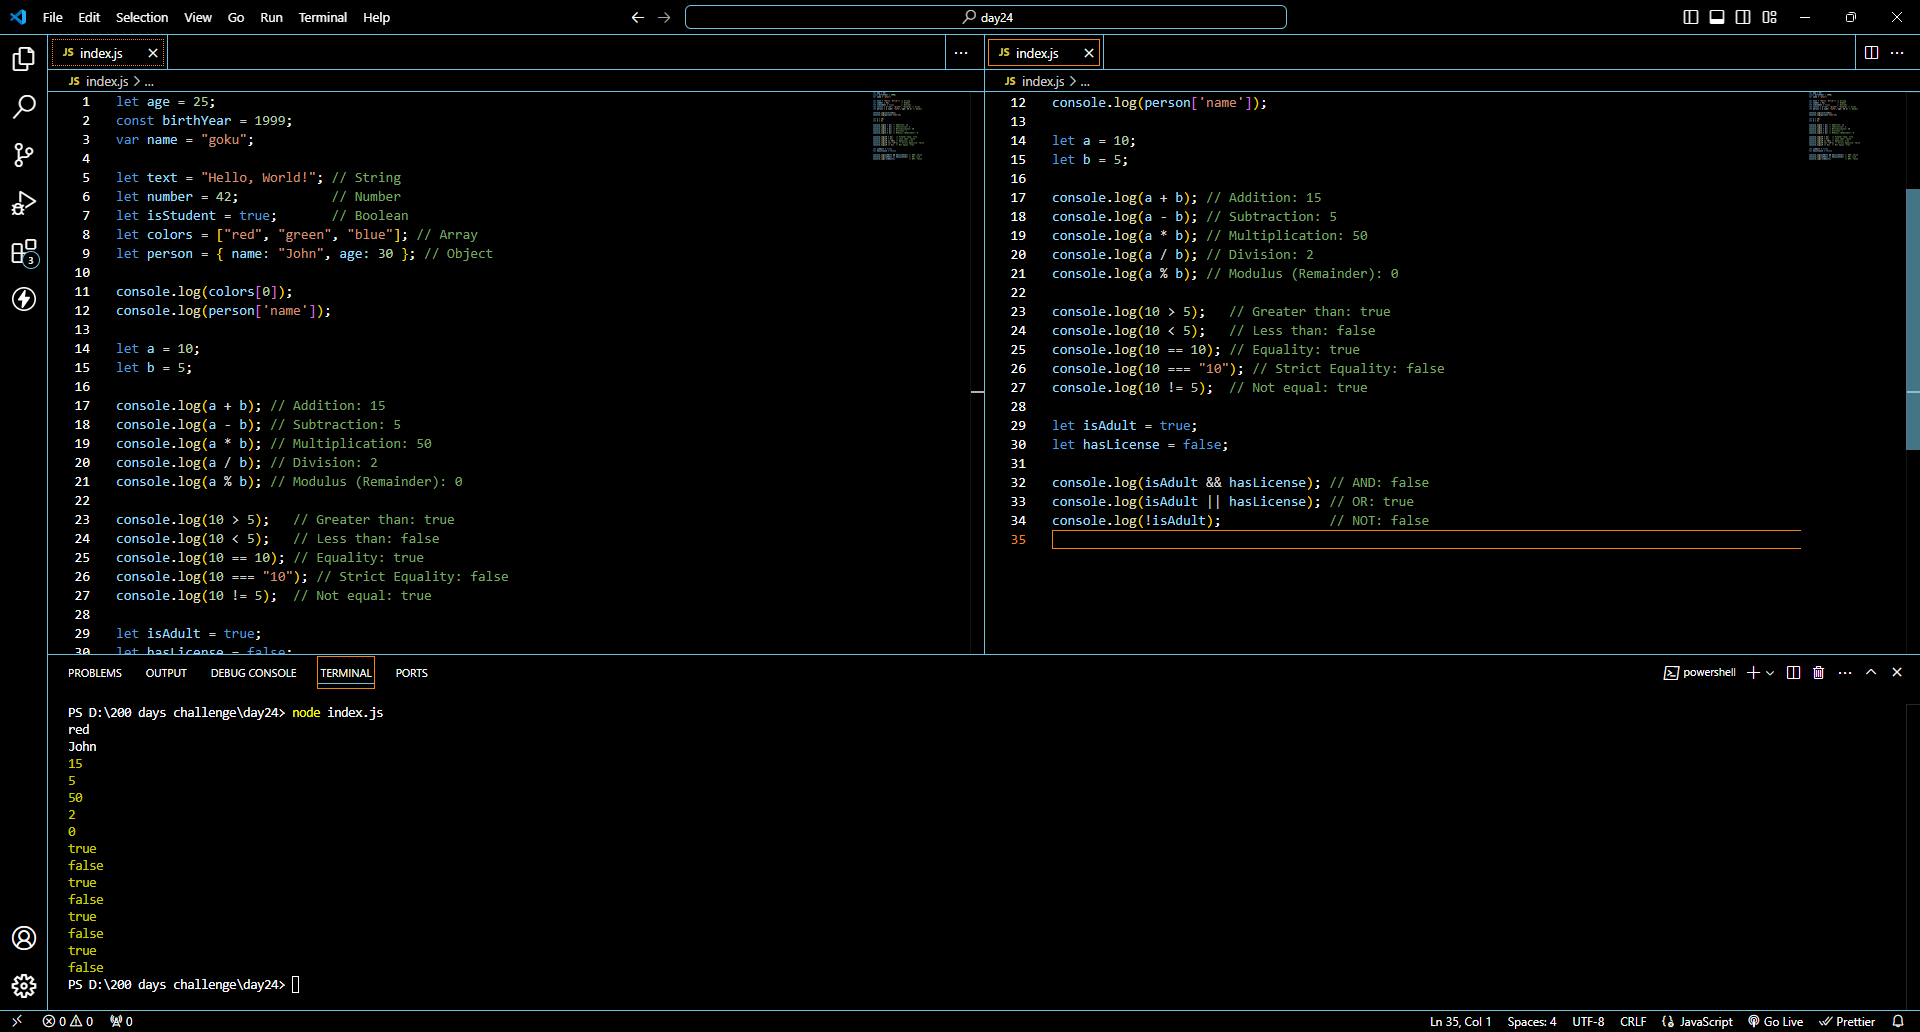 File Edit Selection View Go Run Terminal Help
day24
JS index.js
JS index.js > ...
1 let age = 25;
2 const birthYear = 1999;
3 var name = "goku";
4
5 let text = "Hello, World!"; // String
6 let number = 42;            // Number
7 let isStudent = true;       // Boolean
8 let colors = ["red", "green", "blue"]; // Array
9 let person = { name: "John", age: 30 }; // Object
10
11 console.log(colors[0]);
12 console.log(person['name']);
13
14 let a = 10;
15 let b = 5;
16
17 console.log(a + b); // Addition: 15
18 console.log(a - b); // Subtraction: 5
19 console.log(a * b); // Multiplication: 50
20 console.log(a / b); // Division: 2
21 console.log(a % b); // Modulus (Remainder): 0
22
23 console.log(10 > 5);   // Greater than: true
24 console.log(10 < 5);   // Less than: false
25 console.log(10 == 10); // Equality: true
26 console.log(10 === "10"); // Strict Equality: false
27 console.log(10 != 5);  // Not equal: true
28
29 let isAdult = true;
30 let hasLicense = false;
JS index.js
JS index.js > ...
12 console.log(person['name']);
13
14 let a = 10;
15 let b = 5;
16
17 console.log(a + b); // Addition: 15
18 console.log(a - b); // Subtraction: 5
19 console.log(a * b); // Multiplication: 50
20 console.log(a / b); // Division: 2
21 console.log(a % b); // Modulus (Remainder): 0
22
23 console.log(10 > 5);   // Greater than: true
24 console.log(10 < 5);   // Less than: false
25 console.log(10 == 10); // Equality: true
26 console.log(10 === "10"); // Strict Equality: false
27 console.log(10 != 5);  // Not equal: true
28
29 let isAdult = true;
30 let hasLicense = false;
31
32 console.log(isAdult && hasLicense); // AND: false
33 console.log(isAdult || hasLicense); // OR: true
34 console.log(!isAdult);              // NOT: false
35
3
PROBLEMS OUTPUT DEBUG CONSOLE TERMINAL PORTS
powershell
PS D:\200 days challenge\day24> node index.js
red
John
15
5
50
2
0
true
false
true
false
true
false
true
false
PS D:\200 days challenge\day24>
0 0 0
Ln 35, Col 1 Spaces: 4 UTF-8 CRLF {} JavaScript Go Live Prettier